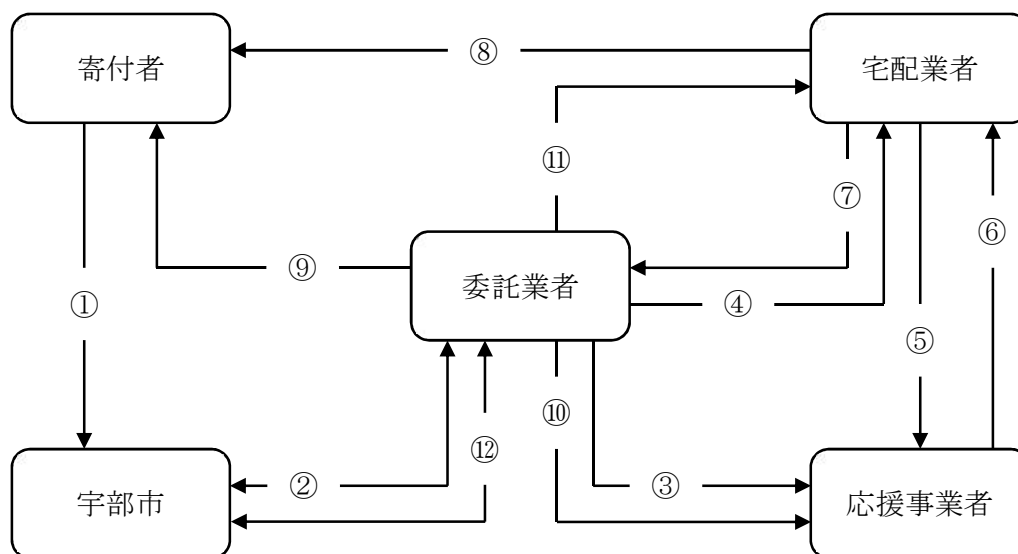 寄付者
⑧
宅配業者
⑪
⑦
⑥
⑨
委託業者
①
④
⑤
⑩
⑫
宇部市
②
③
応援事業者